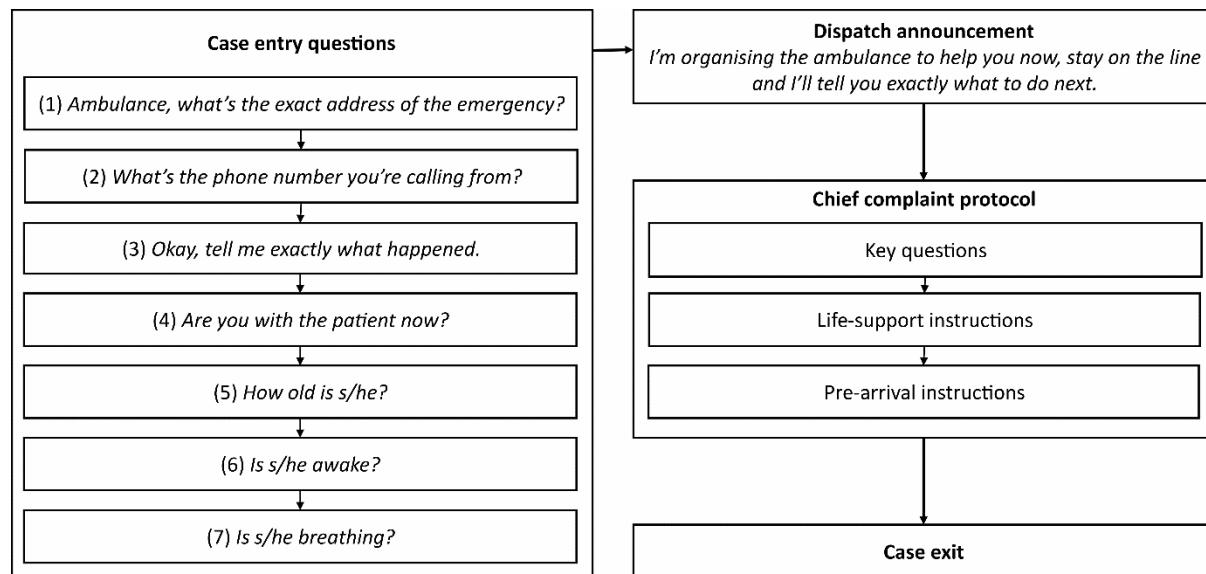 Case entry questions
(1) Ambulance, what's the exact address of the emergency?
(2) What's the phone number you're calling from?
(3) Okay, tell me exactly what happened.
(4) Are you with the patient now?
(5) How old is s/he?
(6) Is s/he awake?
(7) Is s/he breathing?
Dispatch announcement
I'm organising the ambulance to help you now, stay on the line
and I'll tell you exactly what to do next.
Chief complaint protocol
Key questions
Life-support instructions
Pre-arrival instructions
Case exit